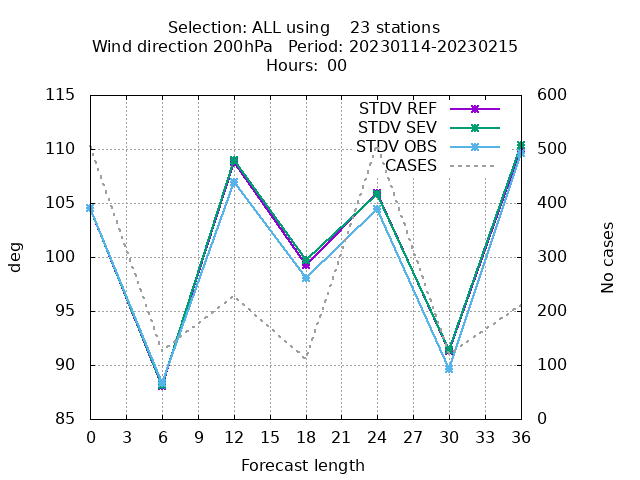 Selection: ALL using    23 stations
Wind direction 200hPa   Period: 20230114-20230215
Hours: 00
115 600
STDV REF
STDV SEV
110 STDV OBS 500
CASES
105 400
100 300
deg
No cases
95 200
90 100
85 0
0 3 6 9 12 15 18 21 24 27 30 33 36
Forecast length